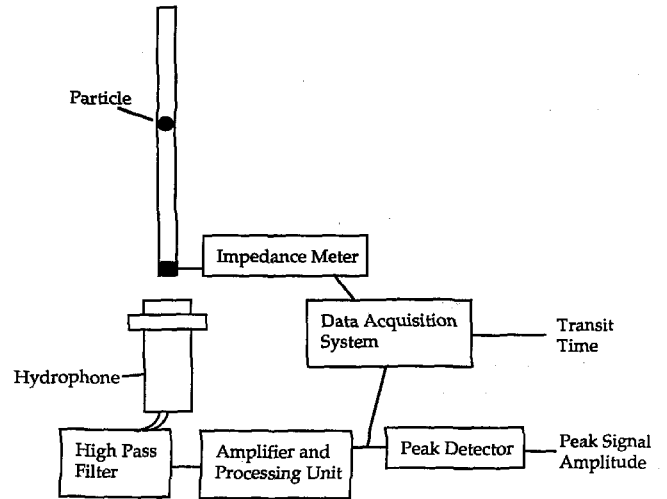 Particle
Impedance Meter
Data Acquisition
System
Transit
Time
Hydrophone
High Pass
Filter
Amplifier and
Processing Unit
Peak Detector
Peak Signal
Amplitude